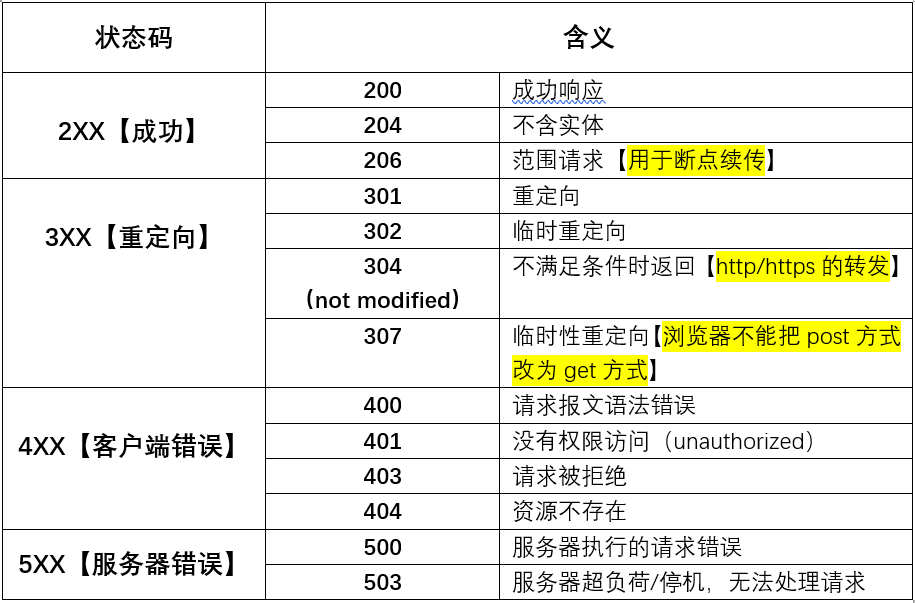 状态码
含义
2XX【成功】
200
成功响应
204
不含实体
206
范围请求【用于断点续传】
3XX【重定向】
301
重定向
302
临时重定向
304
（not modified）
不满足条件时返回【http/https 的转发】
307
临时性重定向【浏览器不能把 post 方式
改为 get 方式】
4XX【客户端错误】
400
请求报文语法错误
401
没有权限访问（unauthorized）
403
请求被拒绝
404
资源不存在
5XX【服务器错误】
500
服务器执行的请求错误
503
服务器超负荷/停机，无法处理请求